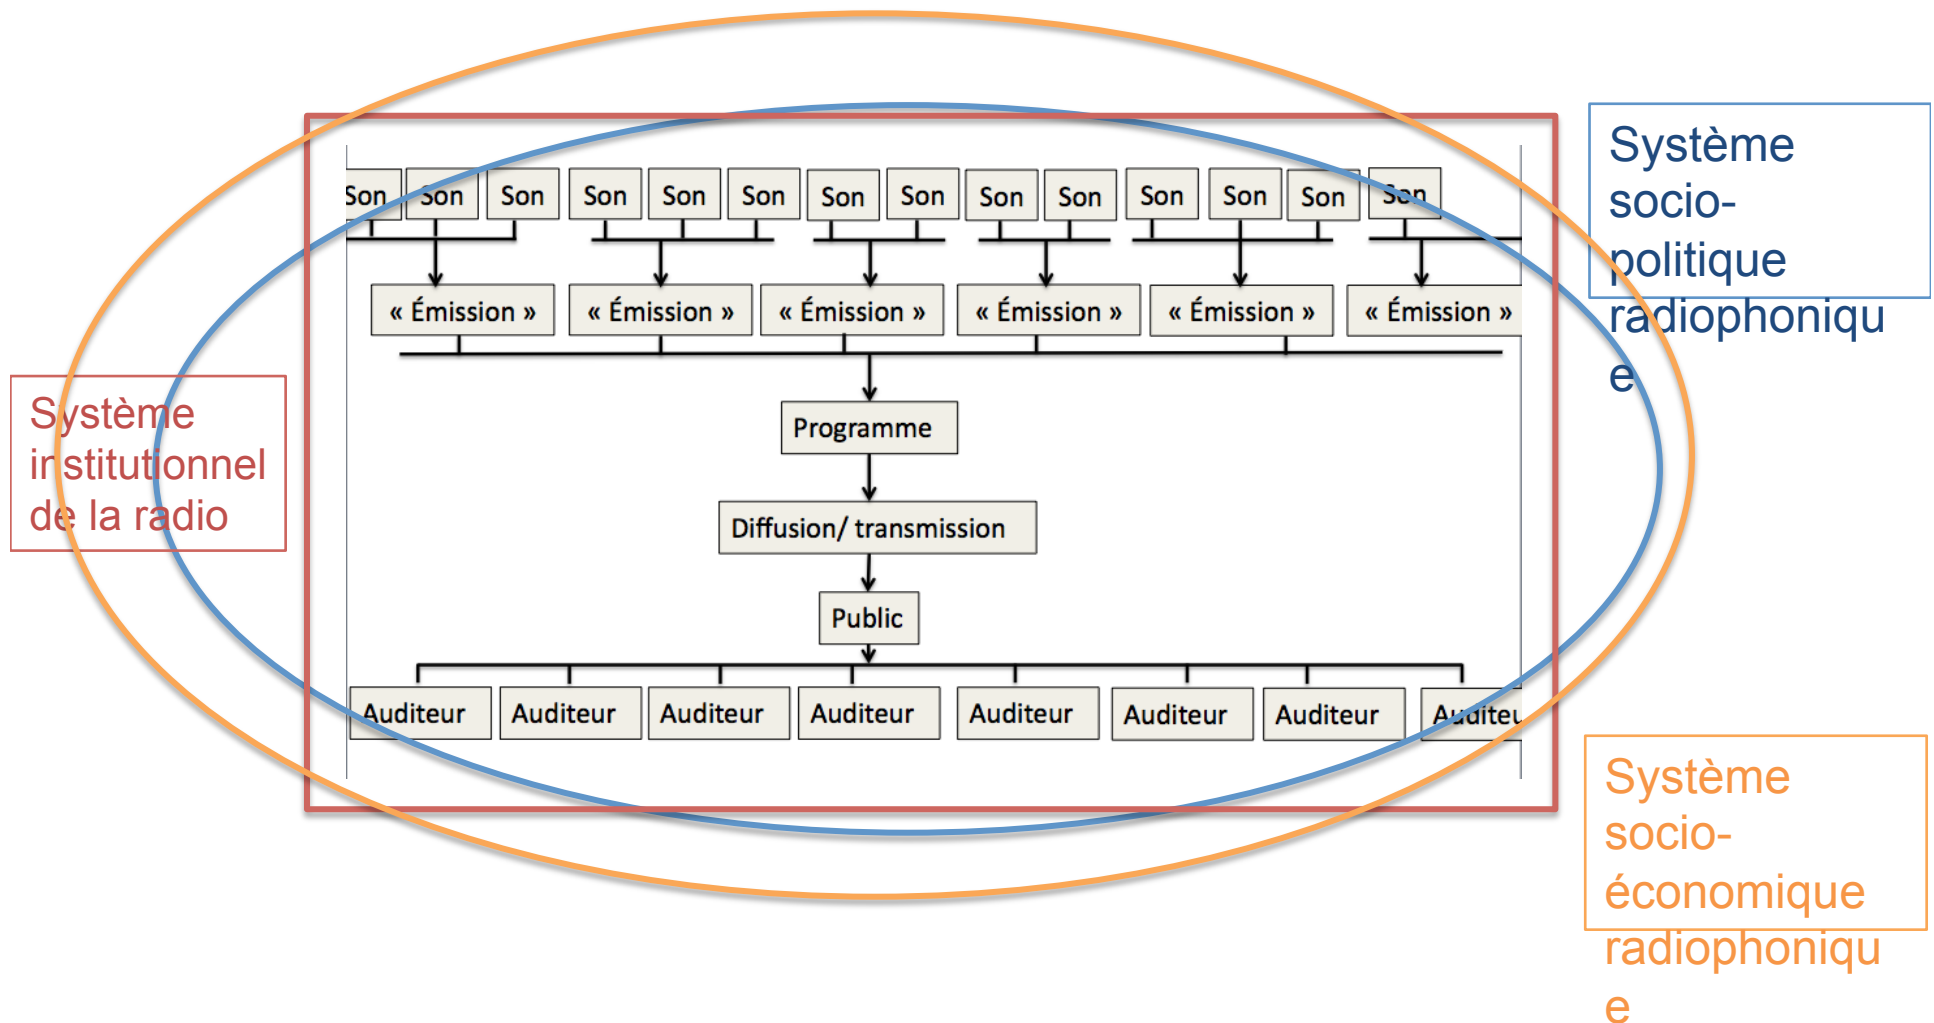 Son Son Son Son Son Son Son Son Son Son Son Son Son Son
« Émission » « Émission » « Émission » « Émission » « Émission » « Émission »
Programme
Diffusion/ transmission
Public
Auditeur Auditeur Auditeur Auditeur Auditeur Auditeur Auditeur Auditeu
Système
institutionnel
de la radio
Système
socio-
politique
radiophoniqu
e
Système
socio-
économique
radiophoniqu
e